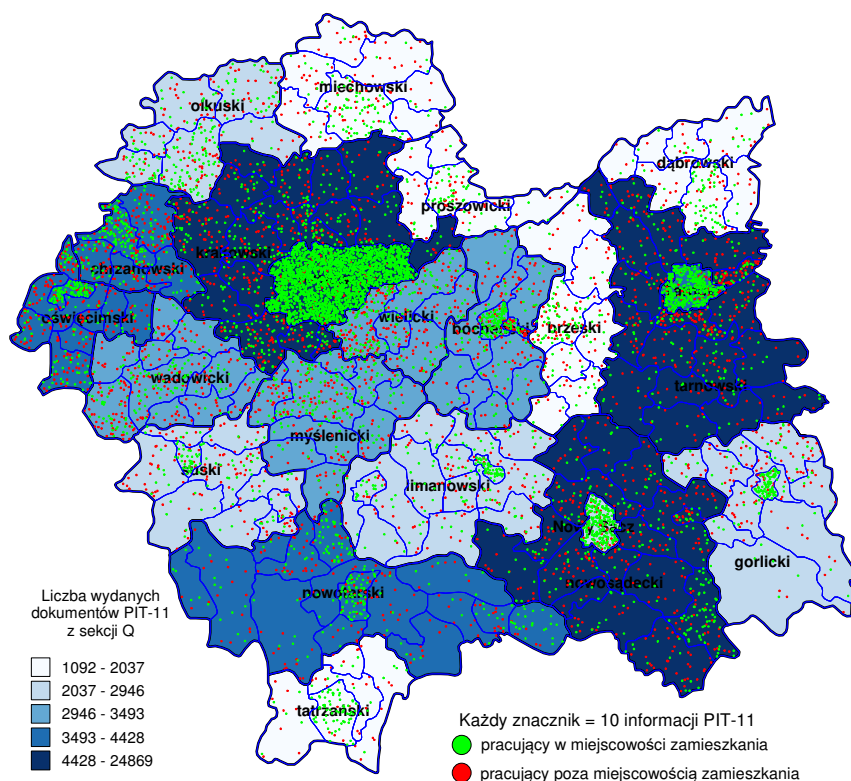 miechowski
olkuski
dąbrowski
proszowicki
krakowski
chrzanowski
wielicki
bocheński
brzeski
oświęcimski
wadowicki
tarnowski
myślenicki
suski
limanowski
Nowy Sącz
gorlicki
nowotarski
nowosądecki
tatrzański
Liczba wydanych
dokumentów PIT-11
z sekcji Q
1092 - 2037
2037 - 2946
2946 - 3493
3493 - 4428
4428 - 24869
Każdy znacznik = 10 informacji PIT-11
pracujący w miejscowości zamieszkania
pracujący poza miejscowością zamieszkania